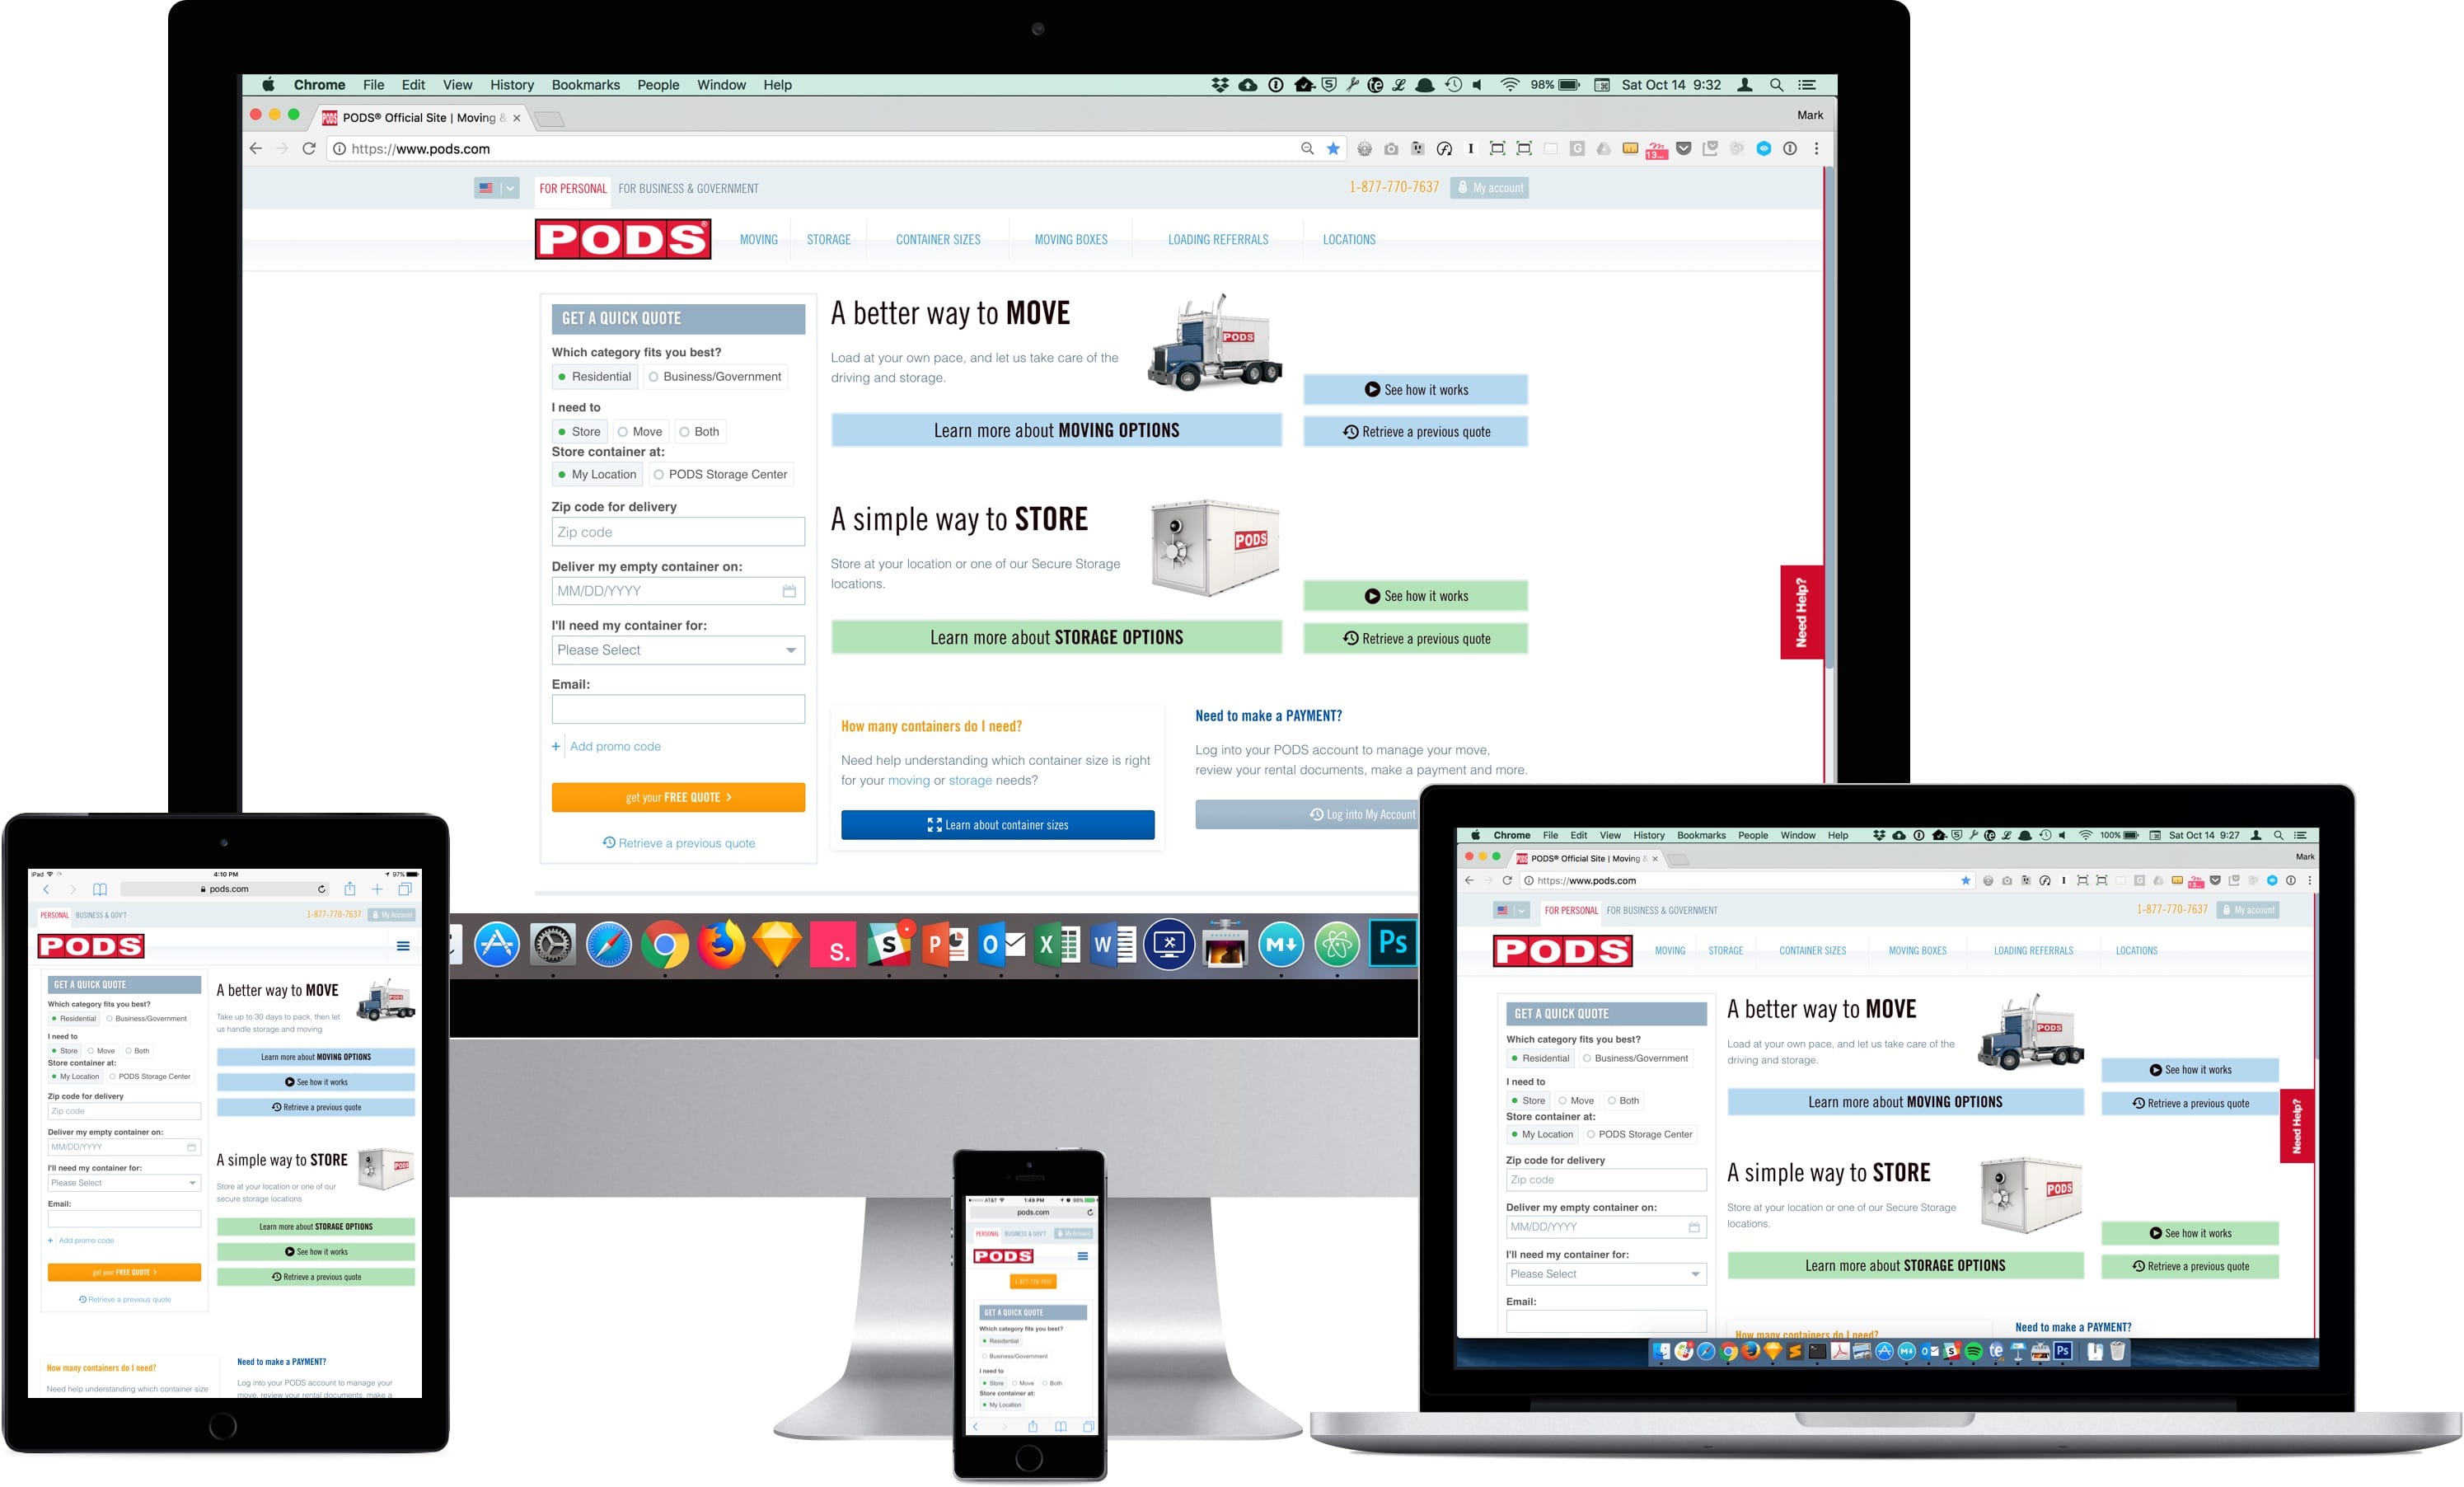 Chrome File Edit View History Bookmarks People Window Help 98% Sat Oct 14 9:32
PODS® Official Site | Moving & Mark
https://www.pods.com
FOR PERSONAL FOR BUSINESS & GOVERNMENT 1-877-770-7637 My account
PODS MOVING STORAGE CONTAINER SIZES MOVING BOXES LOADING REFERRALS LOCATIONS
GET A QUICK QUOTE
Which category fits you best?
Residential Business/Government
I need to
Store Move Both
Store container at:
My Location PODS Storage Center
Zip code for delivery
Zip code
Deliver my empty container on:
MM/DD/YYYY
I'll need my container for:
Please Select
Email:
+ Add promo code
get your FREE QUOTE >
Retrieve a previous quote
A better way to MOVE
Load at your own pace, and let us take care of the
driving and storage.
PODS
Learn more about MOVING OPTIONS
See how it works
Retrieve a previous quote
A simple way to STORE
Store at your location or one of our Secure Storage
locations.
PODS
Learn more about STORAGE OPTIONS
See how it works
Retrieve a previous quote
Need Help?
How many containers do I need?
Need help understanding which container size is right
for your moving or storage needs?
Learn about container sizes
Need to make a PAYMENT?
Log into your PODS account to manage your move,
review your rental documents, make a payment and more.
Log into My Account
iPad 4:10 PM 97%
pods.com
PERSONAL BUSINESS & GOV'T 1-877-770-7637 My Account
PODS
GET A QUICK QUOTE
Which category fits you best?
Residential Business/Government
I need to
Store Move Both
Store container at:
My Location PODS Storage Center
Zip code for delivery
Zip code
Deliver my empty container on:
MM/DD/YYYY
I'll need my container for:
Please Select
Email:
+ Add promo code
get your FREE QUOTE >
Retrieve a previous quote
A better way to MOVE
Take up to 30 days to pack, then let
us handle storage and moving
Learn more about MOVING OPTIONS
See how it works
Retrieve a previous quote
A simple way to STORE
Store at your location or one of our
secure storage locations
PODS
Learn more about STORAGE OPTIONS
See how it works
Retrieve a previous quote
How many containers do I need?
Need help understanding which container size
Need to make a PAYMENT?
Log into your PODS account to manage your
move, review your rental documents, make a
S. S P O X W M Ps
AT&T 1:49 PM 98%
pods.com
PERSONAL BUSINESS & GOV'T My Account
PODS
1-877-770-7637
GET A QUICK QUOTE
Which category fits you best?
Residential
Business/Government
I need to
Store Move Both
Store container at:
My Location
Chrome File Edit View History Bookmarks People Window Help 100% Sat Oct 14 9:27
PODS® Official Site | Moving & Mark
https://www.pods.com
FOR PERSONAL FOR BUSINESS & GOVERNMENT 1-877-770-7637 My account
PODS MOVING STORAGE CONTAINER SIZES MOVING BOXES LOADING REFERRALS LOCATIONS
GET A QUICK QUOTE
Which category fits you best?
Residential Business/Government
I need to
Store Move Both
Store container at:
My Location PODS Storage Center
Zip code for delivery
Zip code
Deliver my empty container on:
MM/DD/YYYY
I'll need my container for:
Please Select
Email:
A better way to MOVE
Load at your own pace, and let us take care of the
driving and storage.
PODS
Learn more about MOVING OPTIONS
See how it works
Retrieve a previous quote
A simple way to STORE
Store at your location or one of our Secure Storage
locations.
PODS
Learn more about STORAGE OPTIONS
See how it works
Retrieve a previous quote
Need Help?
How many containers do I need?
Need to make a PAYMENT?
Ps